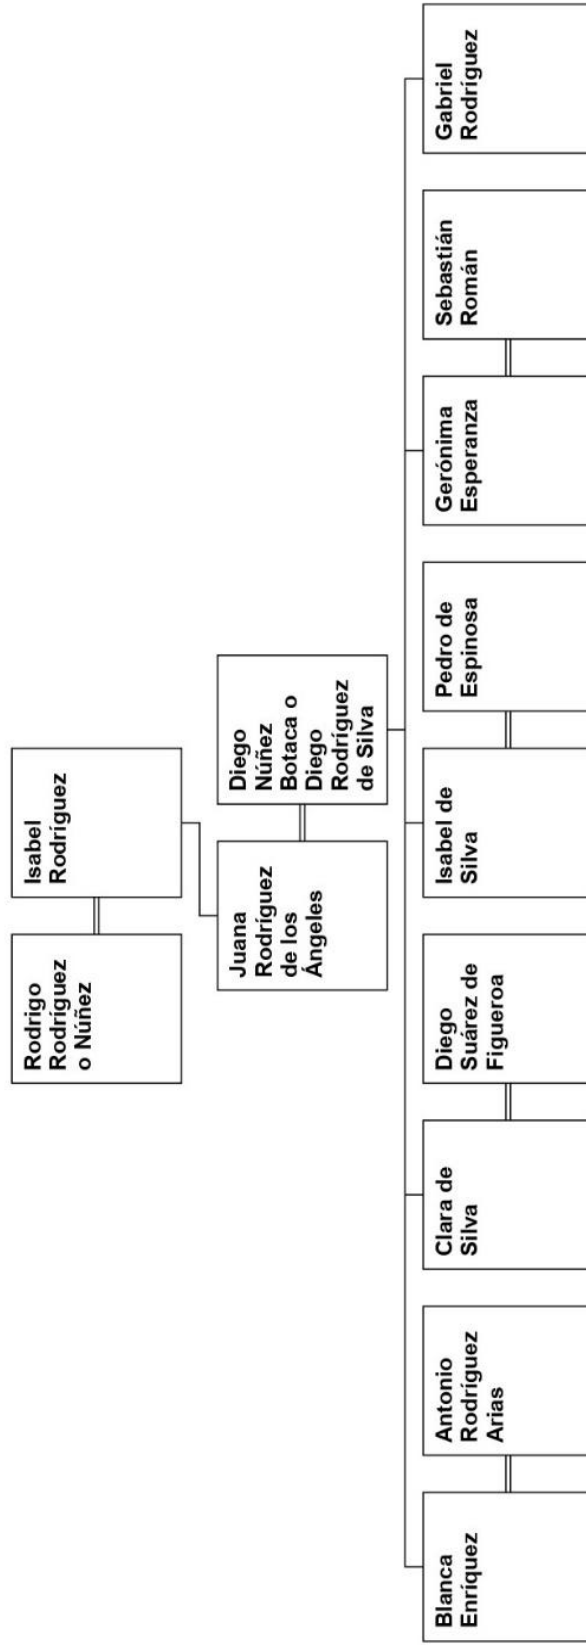 Rodrigo
Rodríguez
o Núñez
Isabel
Rodríguez
Juana
Rodríguez
de los
Ángeles
Diego
Núñez
Botaca o
Diego
Rodríguez
de Silva
Blanca
Enríquez
Antonio
Rodríguez
Arias
Clara de
Silva
Diego
Suárez de
Figueroa
Isabel de
Silva
Pedro de
Espinosa
Gerónima
Esperanza
Sebastián
Román
Gabriel
Rodríguez